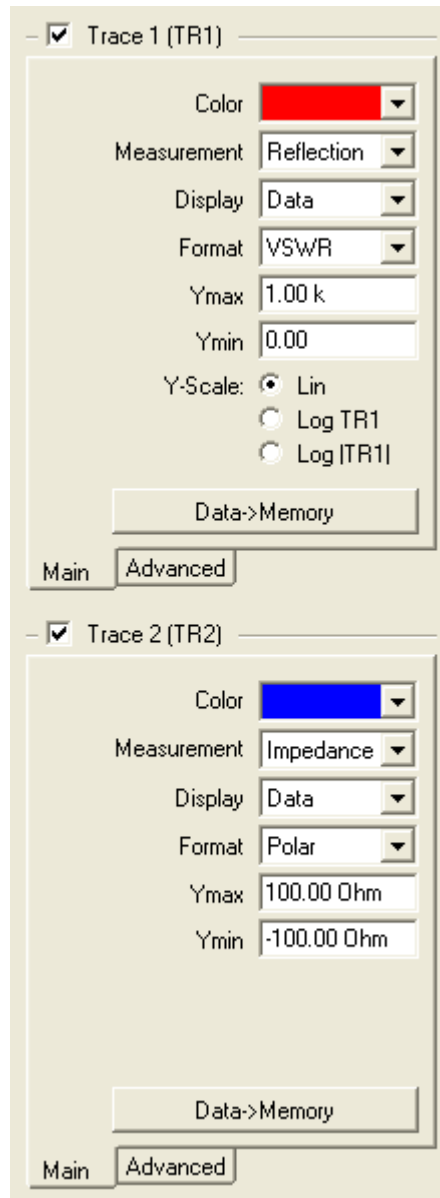 Trace 1 (TR1)
Color
Measurement Reflection
Display Data
Format VSWR
Ymax 1.00 k
Ymin 0.00
Y-Scale: Lin
Log TR1
Log |TR1|
Data->Memory
Main Advanced
Trace 2 (TR2)
Color
Measurement Impedance
Display Data
Format Polar
Ymax 100.00 Ohm
Ymin -100.00 Ohm
Data->Memory
Main Advanced